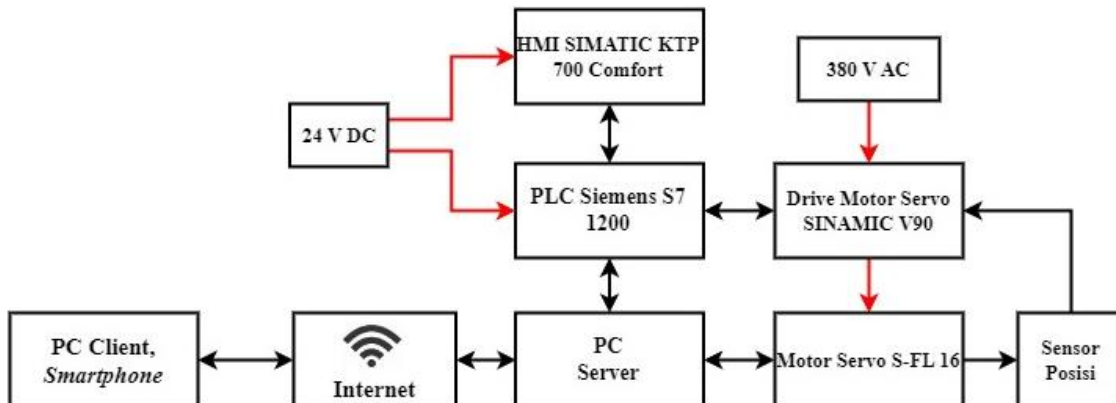 HMI SIMATIC KTP
700 Comfort
380 V AC
24 V DC
PLC Siemens S7
1200
Drive Motor Servo
SINAMIC V90
PC Client,
Smartphone
Internet
PC
Server
Motor Servo S-FL 16
Sensor
Posisi